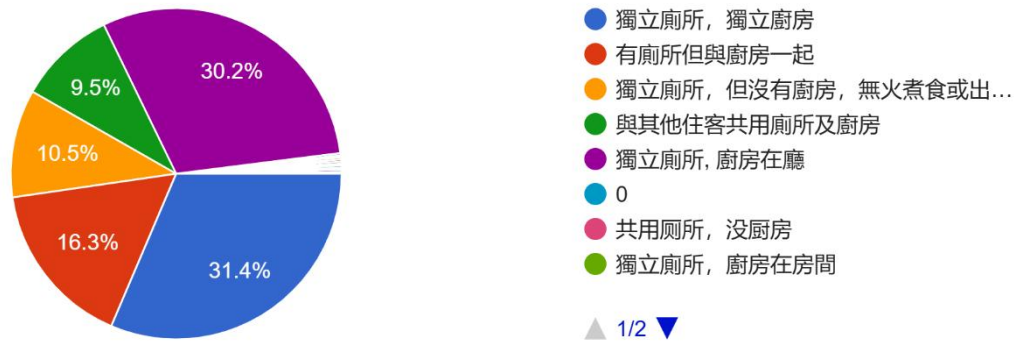 30.2%
9.5%
10.5%
16.3%
31.4%
獨立廁所，獨立廚房
有廁所但與廚房一起
獨立廁所，但沒有廚房，無火煮食或出…
與其他住客共用廁所及廚房
獨立廁所, 廚房在廳
0
共用厕所，没厨房
獨立廁所，廚房在房間
1/2